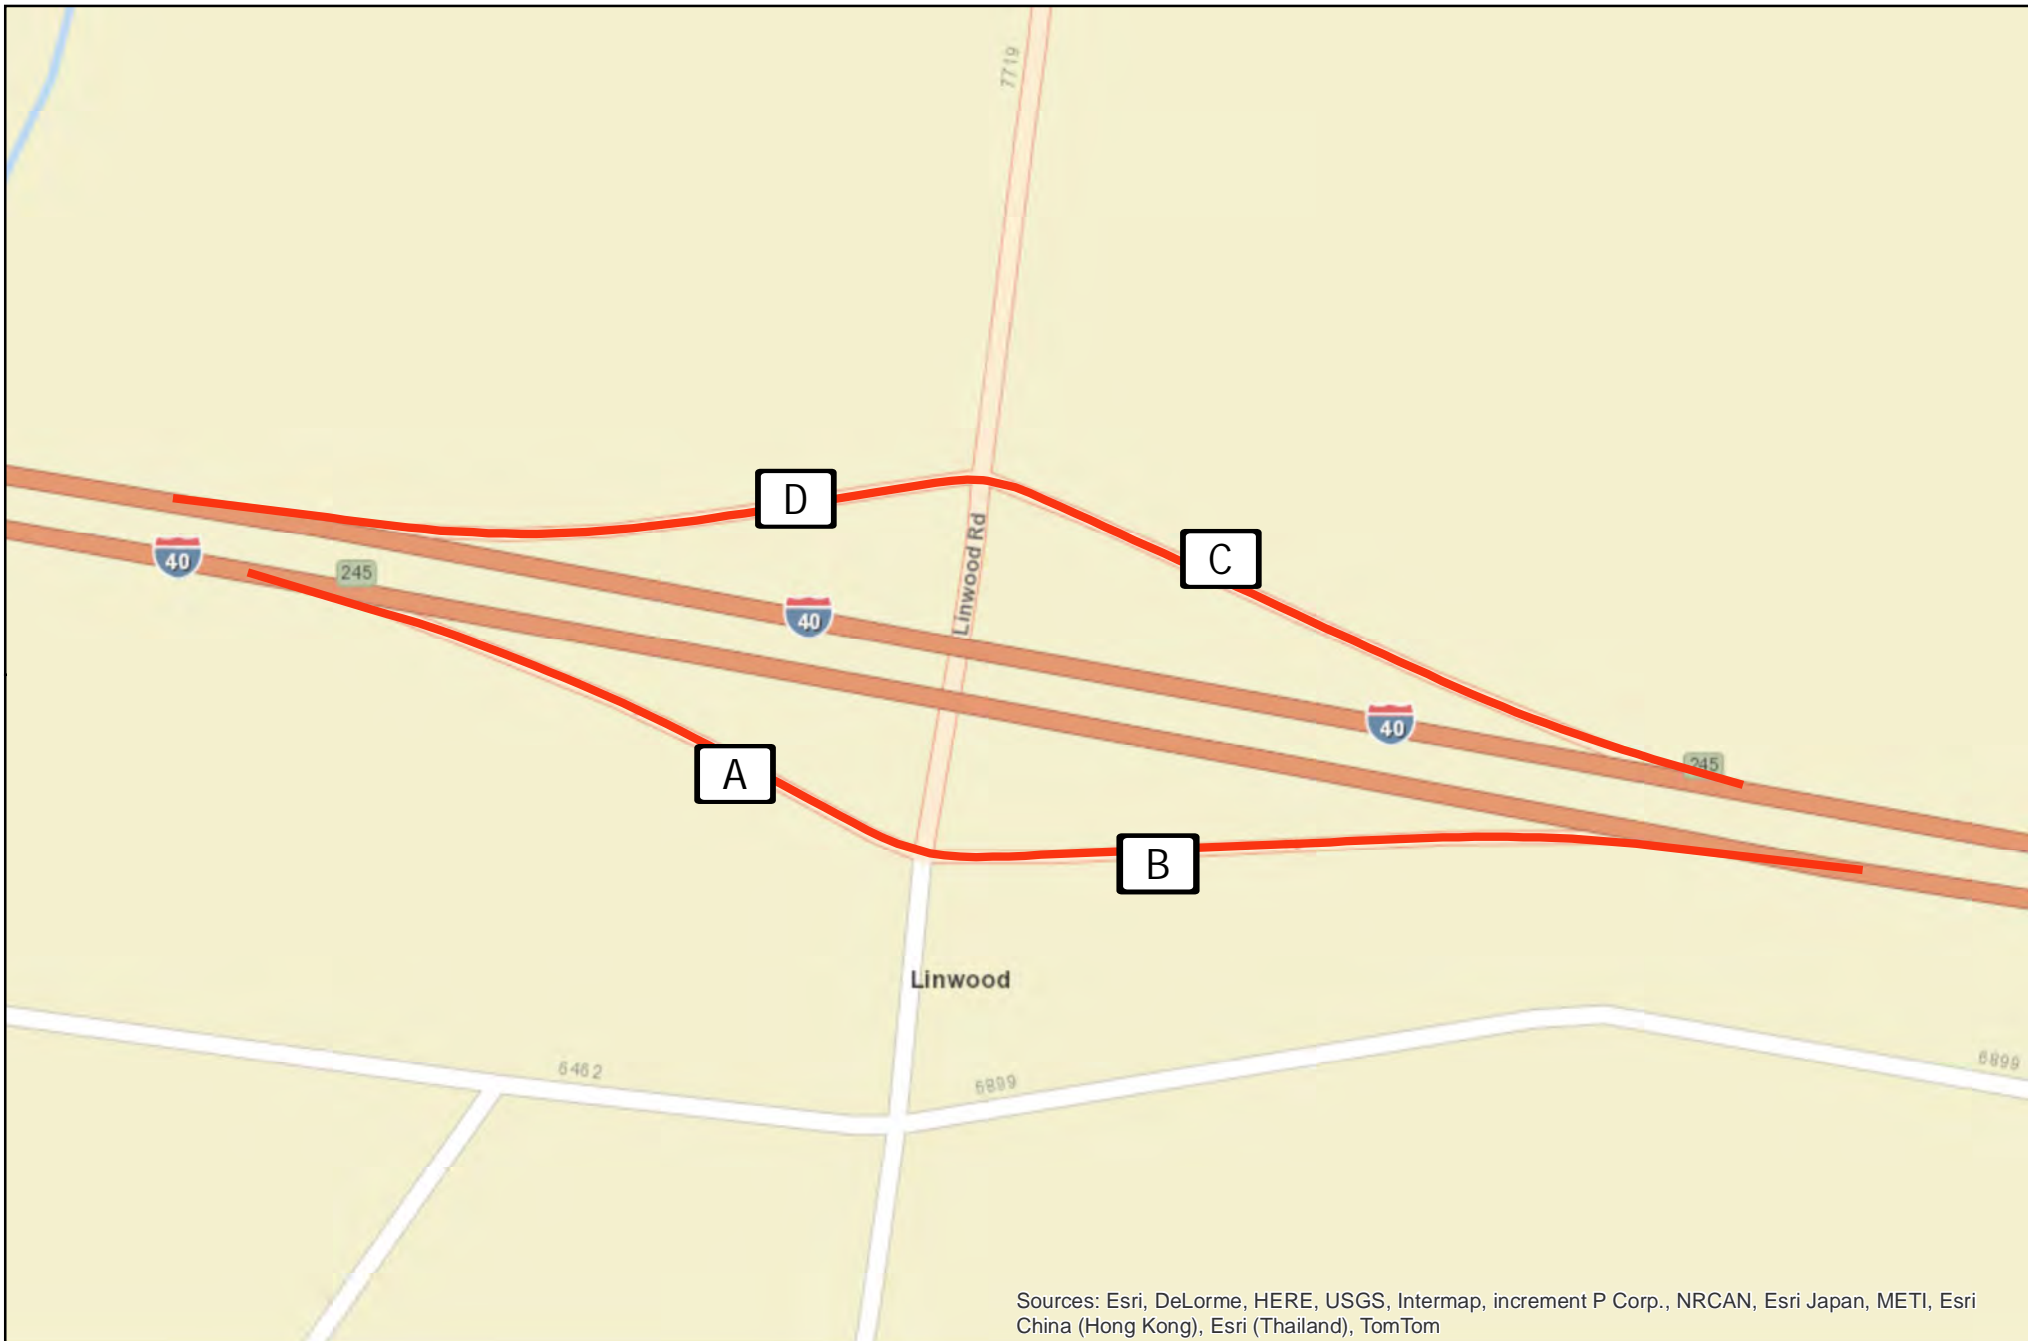 7719
D
Linwood Rd
C
40
245
40
40
245
A
B
Linwood
6462
6899
6899
Sources: Esri, DeLorme, HERE, USGS, Intermap, increment P Corp., NRCAN, Esri Japan, METI, Esri
China (Hong Kong), Esri (Thailand), TomTom